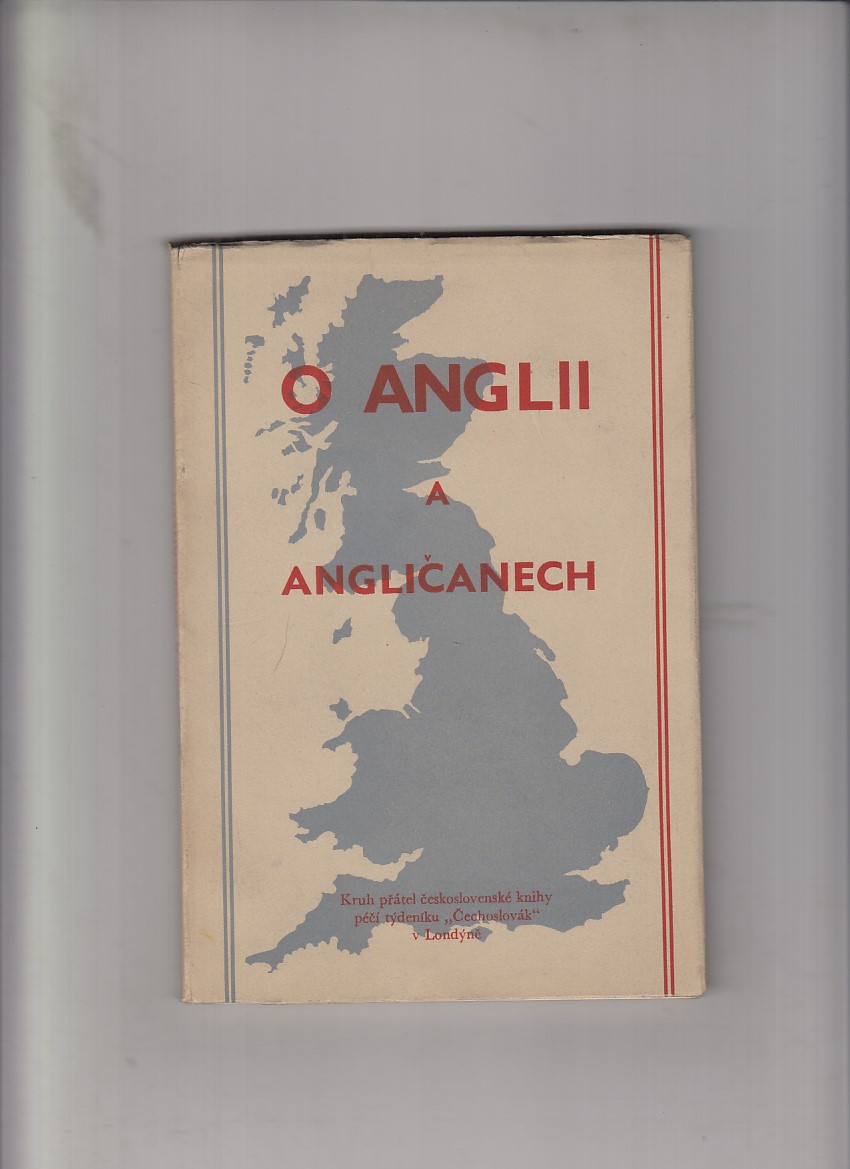 O ANGLII
A
ANGLIČANECH
Kruh přátel československé knihy
péčí týdeníku „Čechoslovák“
v Londýně